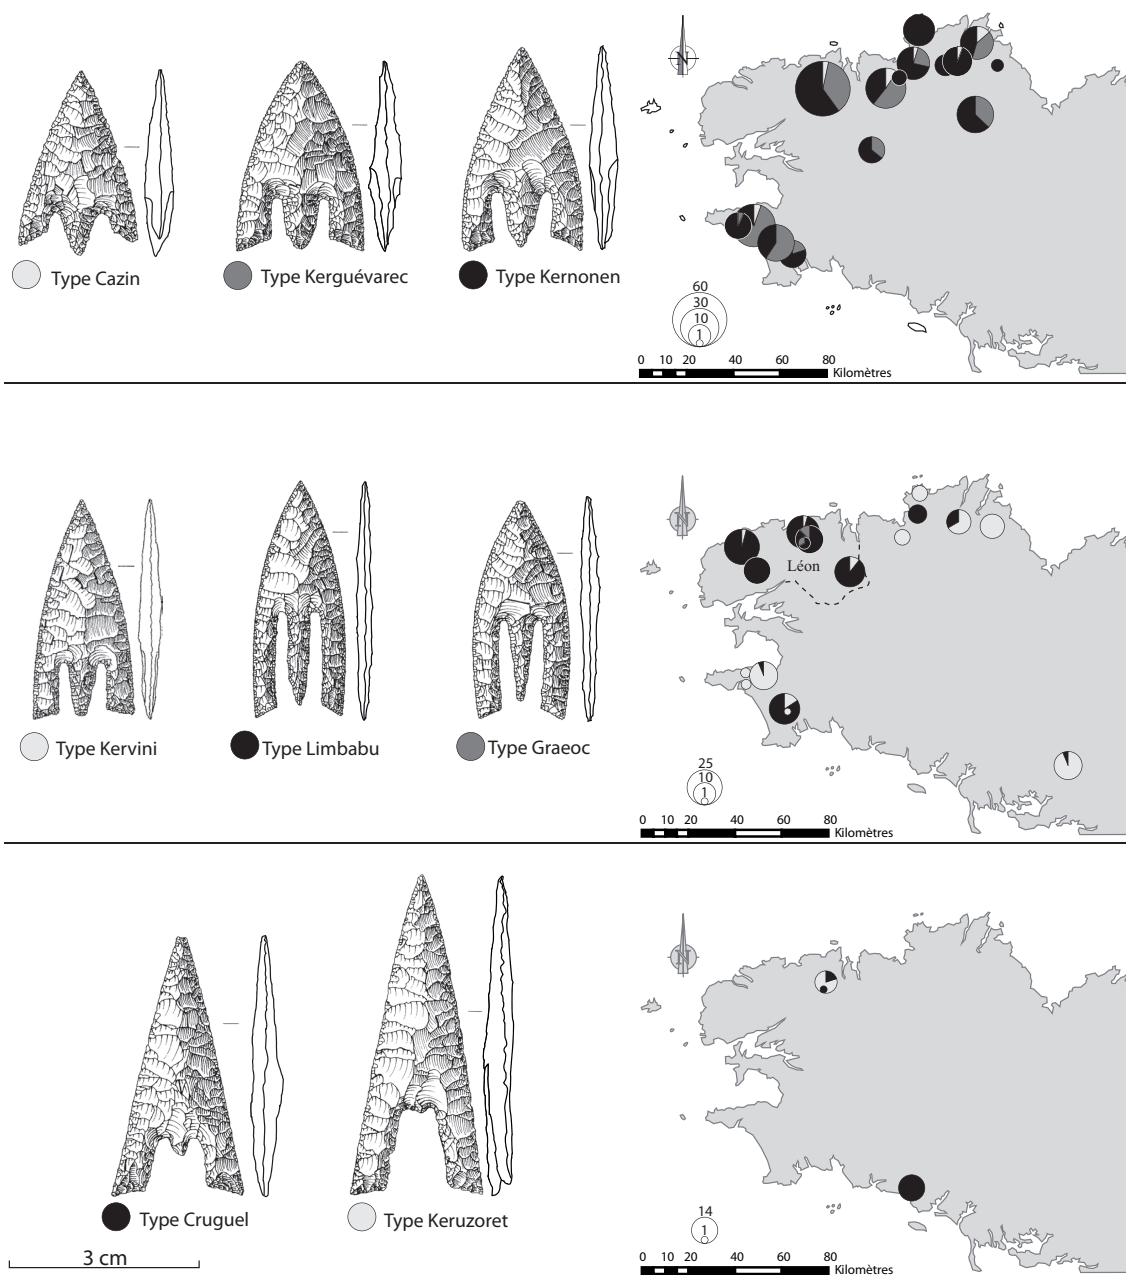 N
Type Cazin
Type Kerguévarec
Type Kernonen
60
30
10
1
0 10 20 40 60 80
Kilomètres
N
Léon
Type Kervini
Type Limbabu
Type Graeoc
25
10
1
0 10 20 40 60 80
Kilomètres
N
Type Cruguel
Type Keruzoret
14
1
3 cm
0 10 20 40 60 80
Kilomètres